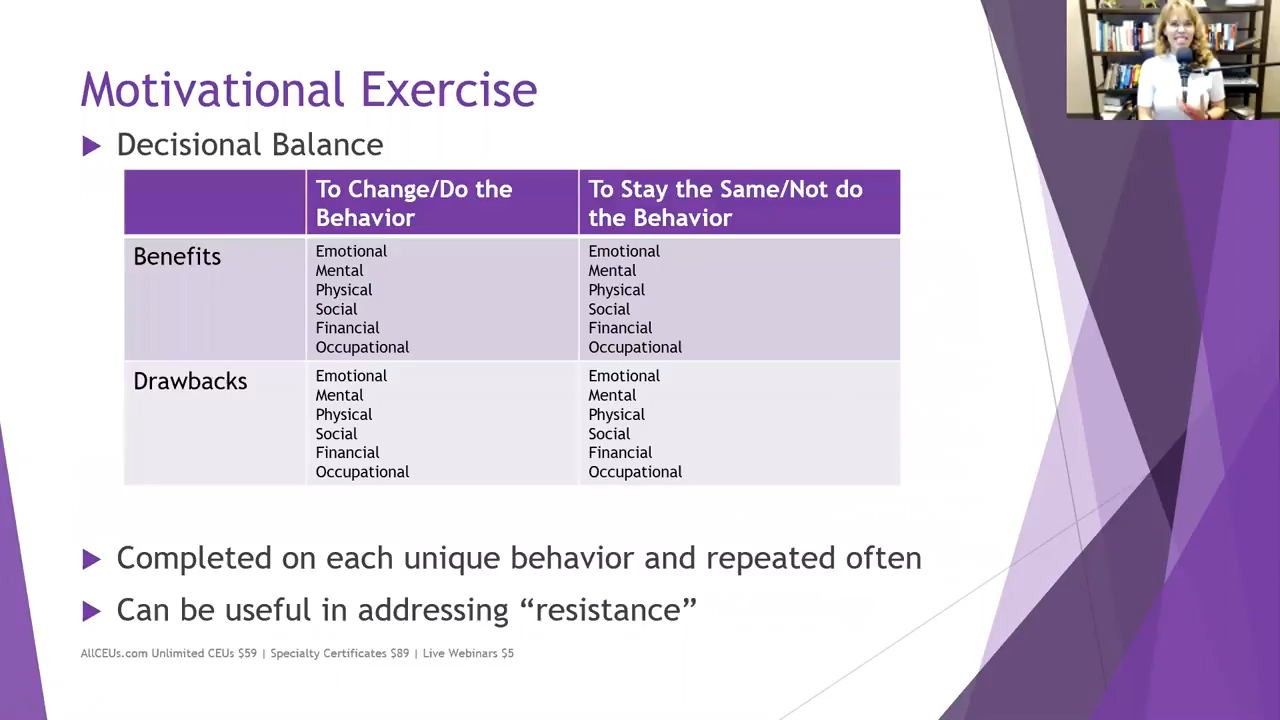 Motivational Exercise
Decisional Balance
To Change/Do the Behavior
To Stay the Same/Not do the Behavior
Benefits
Emotional
Mental
Physical
Social
Financial
Occupational
Emotional
Mental
Physical
Social
Financial
Occupational
Drawbacks
Emotional
Mental
Physical
Social
Financial
Occupational
Emotional
Mental
Physical
Social
Financial
Occupational
Completed on each unique behavior and repeated often
Can be useful in addressing “resistance”
AllCEUs.com Unlimited CEUs $59 | Specialty Certificates $89 | Live Webinars $5